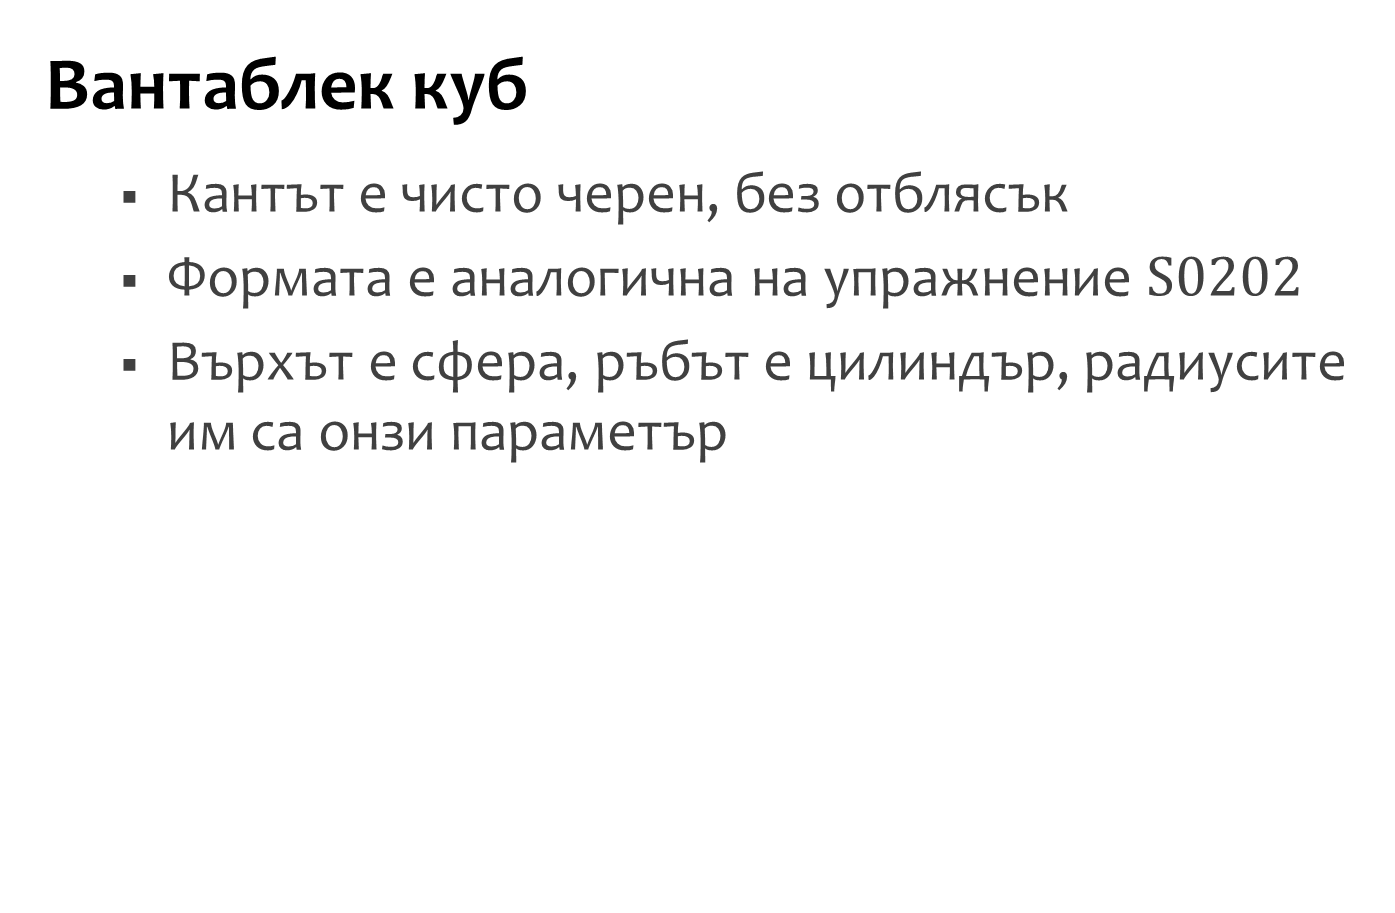 Вантаблек куб
▪ Кантът е чисто черен, без отблясък
▪ Формата е аналогична на упражнение S0202
▪ Върхът е сфера, ръбът е цилиндър, радиусите
им са онзи параметър